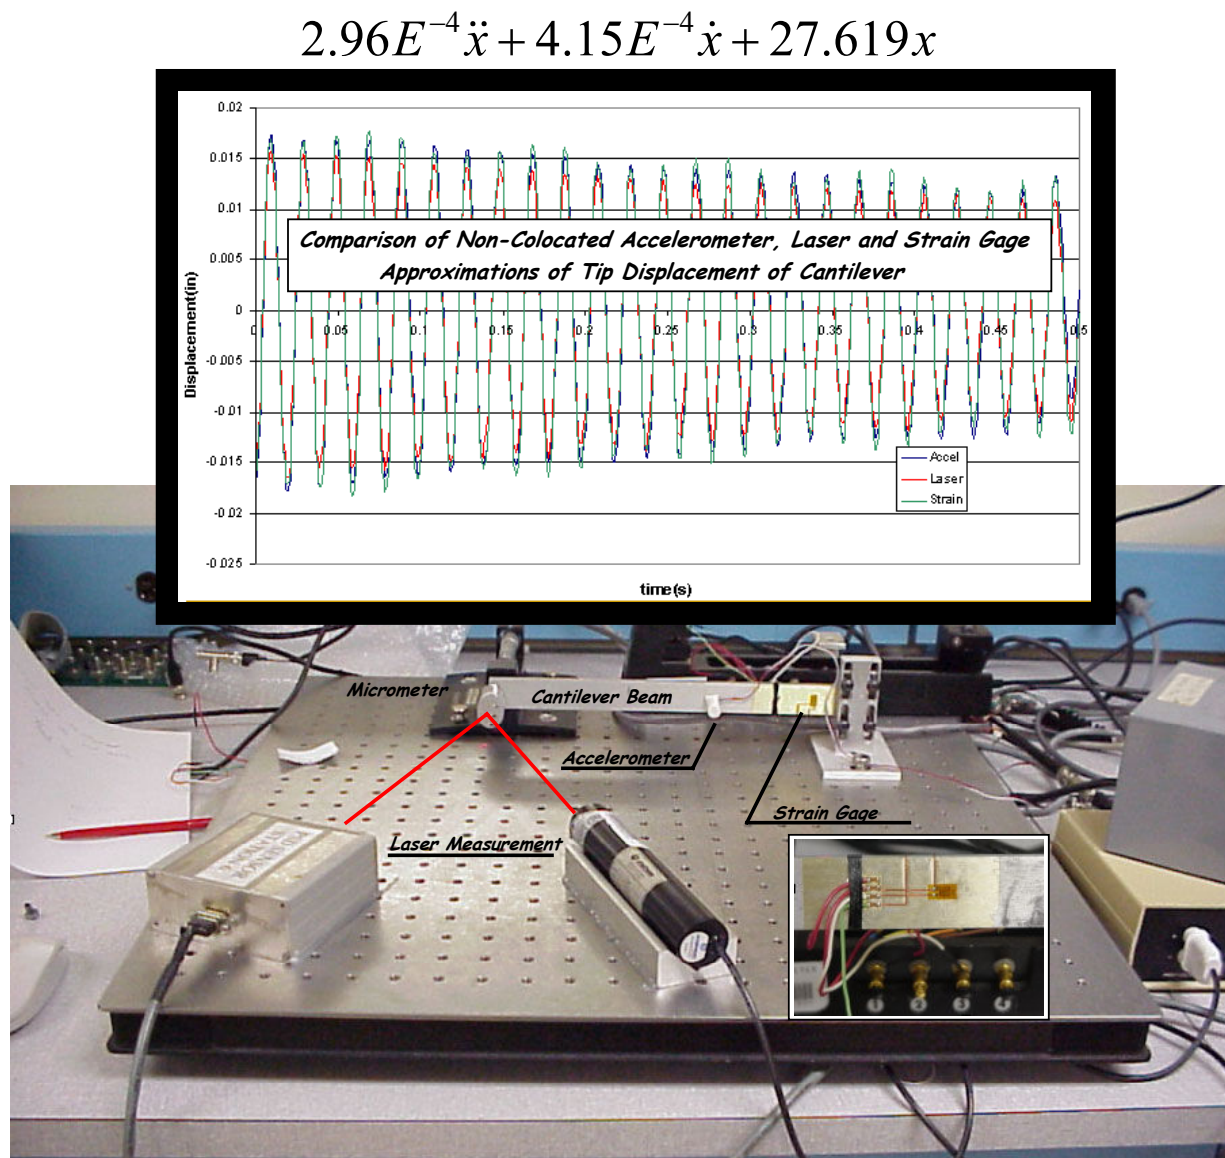 2.96E⁻⁴ẍ + 4.15E⁻⁴ẋ + 27.619x
0.02
0.015
0.01
0.005
0
-0.005
-0.01
-0.015
-0.02
-0.025
Displacement(in)
Comparison of Non-Colocated Accelerometer, Laser and Strain Gage
Approximations of Tip Displacement of Cantilever
0 0.05 0.1 0.15 0.2 0.25 0.3 0.35 0.4 0.45 0.5
Accel
Laser
Strain
time(s)
Micrometer
Cantilever Beam
Accelerometer
Strain Gage
Laser Measurement